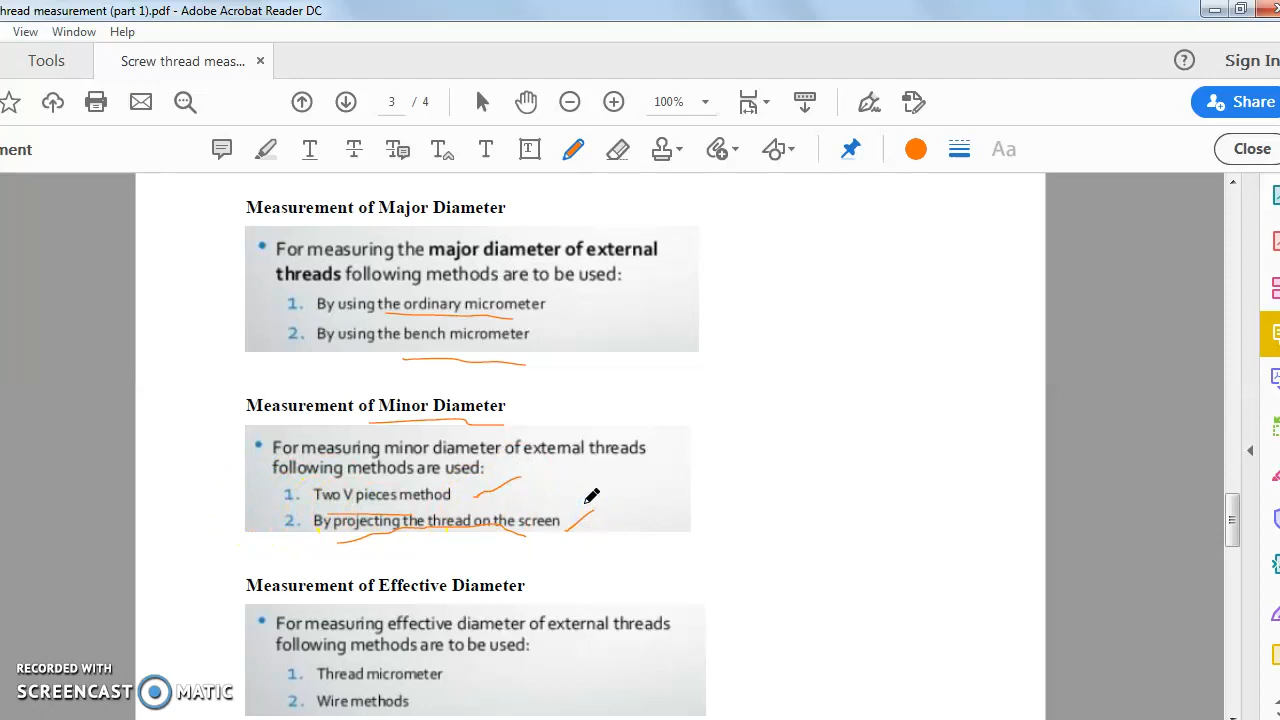 hread measurement (part 1).pdf - Adobe Acrobat Reader DC
View Window Help
Tools
Screw thread meas... ×
Sign In
3 / 4
100%
Share
ment
Aa
Close
Measurement of Major Diameter
• For measuring the major diameter of external
threads following methods are to be used:
1. By using the ordinary micrometer
2. By using the bench micrometer
Measurement of Minor Diameter
• For measuring minor diameter of external threads
following methods are used:
1. Two V pieces method
2. By projecting the thread on the screen
Measurement of Effective Diameter
• For measuring effective diameter of external threads
following methods are to be used:
1. Thread micrometer
2. Wire methods
RECORDED WITH
SCREENCAST MATIC